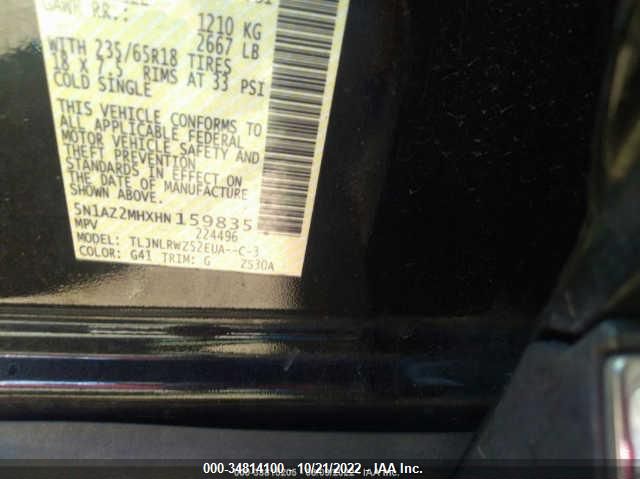 GAWR RR.:
1210 KG
2667 LB
WITH 235/65R18 TIRES
18 X 7.5 RIMS AT 33 PSI
COLD SINGLE
THIS VEHICLE CONFORMS TO
ALL APPLICABLE FEDERAL
MOTOR VEHICLE SAFETY AND
THEFT PREVENTION
STANDARDS IN EFFECT ON
THE DATE OF MANUFACTURE
SHOWN ABOVE.
5N1AZ2MHXHN159835
MPV 224496
MODEL: TLJNLRWZ52EUA--C-3
COLOR: G41 TRIM: G ZS30A
000-34814100 - 10/21/2022 - IAA Inc.